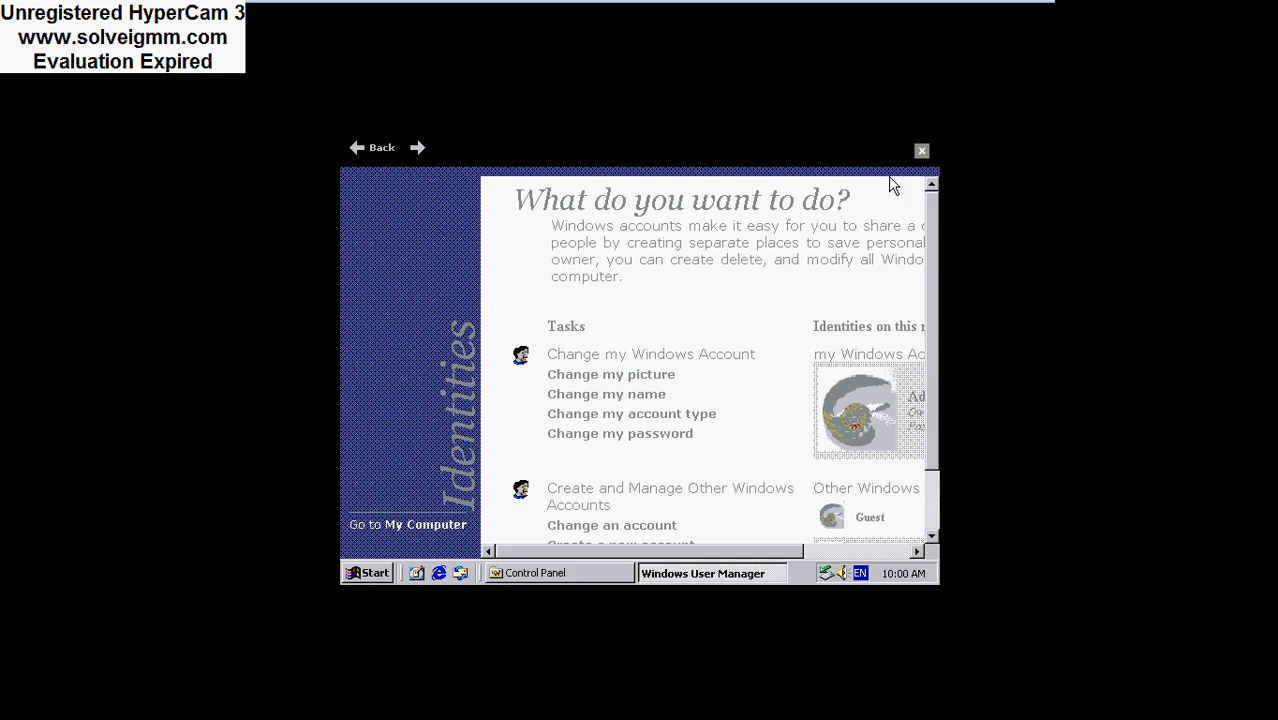 Unregistered HyperCam 3
www.solveigmm.com
Evaluation Expired
Back
What do you want to do?
Windows accounts make it easy for you to share a
people by creating separate places to save personal
owner, you can create delete, and modify all Windo
computer.
Tasks
Identities on this
Change my Windows Account
my Windows Ac
Change my picture
Change my name
Change my account type
Change my password
Ad
Identities
Create and Manage Other Windows
Accounts
Other Windows
Change an account
Guest
Create a new account
Go to My Computer
Start
Control Panel
Windows User Manager
EN
10:00 AM